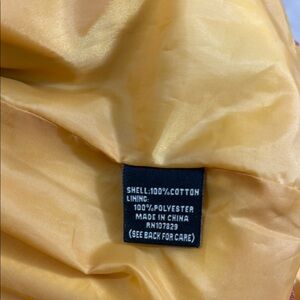 SHELL:100%COTTON
LINING:
100%POLYESTER
MADE IN CHINA
RN107829
(SEE BACK FOR CARE)